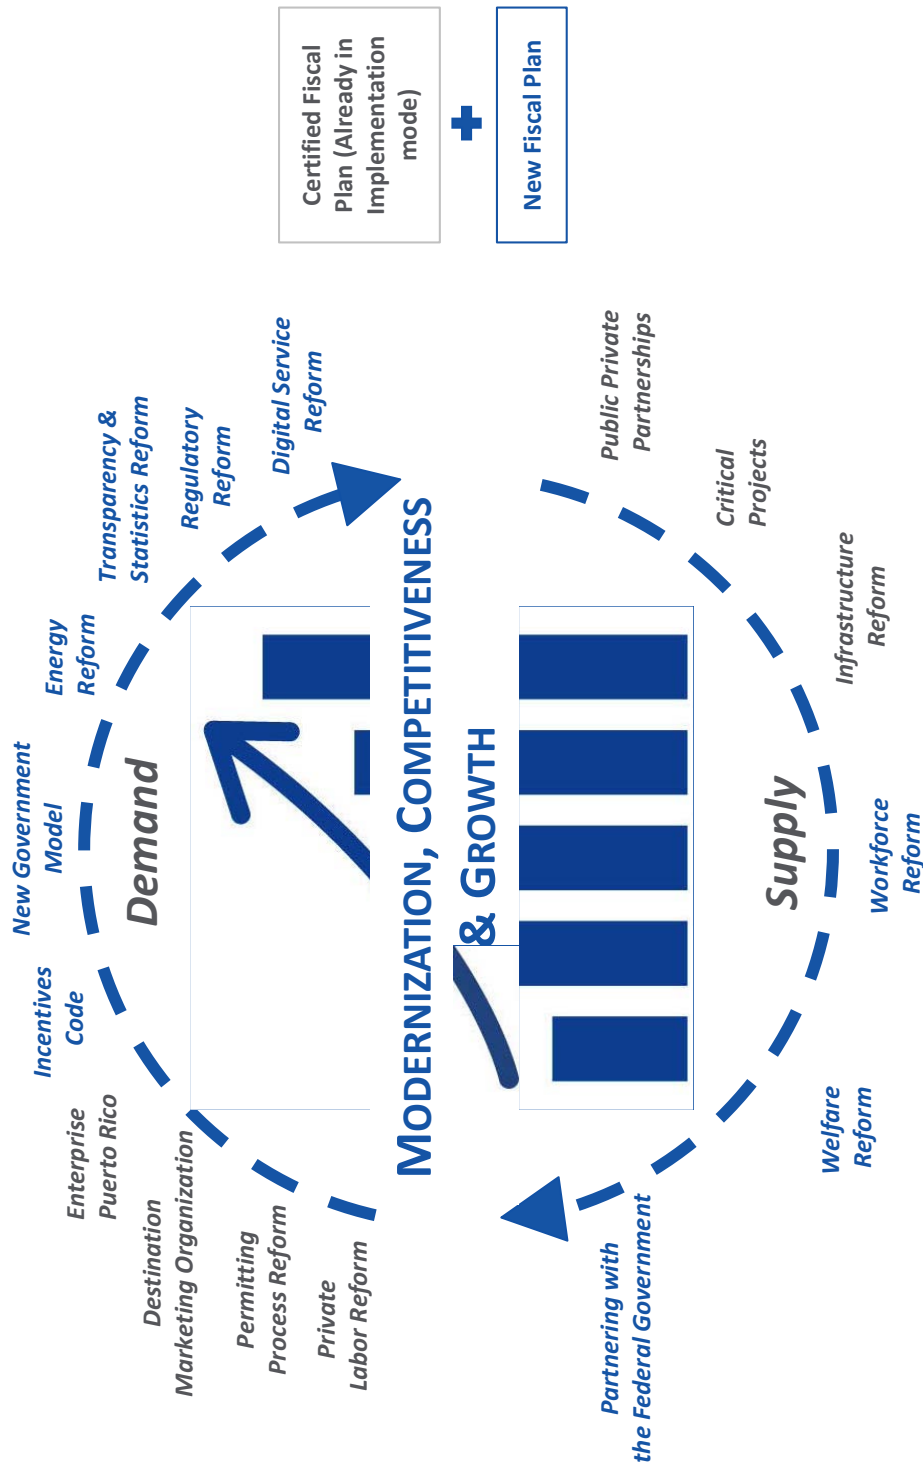 Private
Labor Reform
Permitting
Process Reform
Destination
Marketing Organization
Enterprise
Puerto Rico
Incentives
Code
New Government
Model
Energy
Reform
Transparency &
Statistics Reform
Regulatory
Reform
Digital Service
Reform
Demand
MODERNIZATION, COMPETITIVENESS
& GROWTH
Supply
Partnering with
the Federal Government
Welfare
Reform
Workforce
Reform
Infrastructure
Reform
Critical
Projects
Public Private
Partnerships
Certified Fiscal
Plan (Already in
Implementation
mode)
New Fiscal Plan